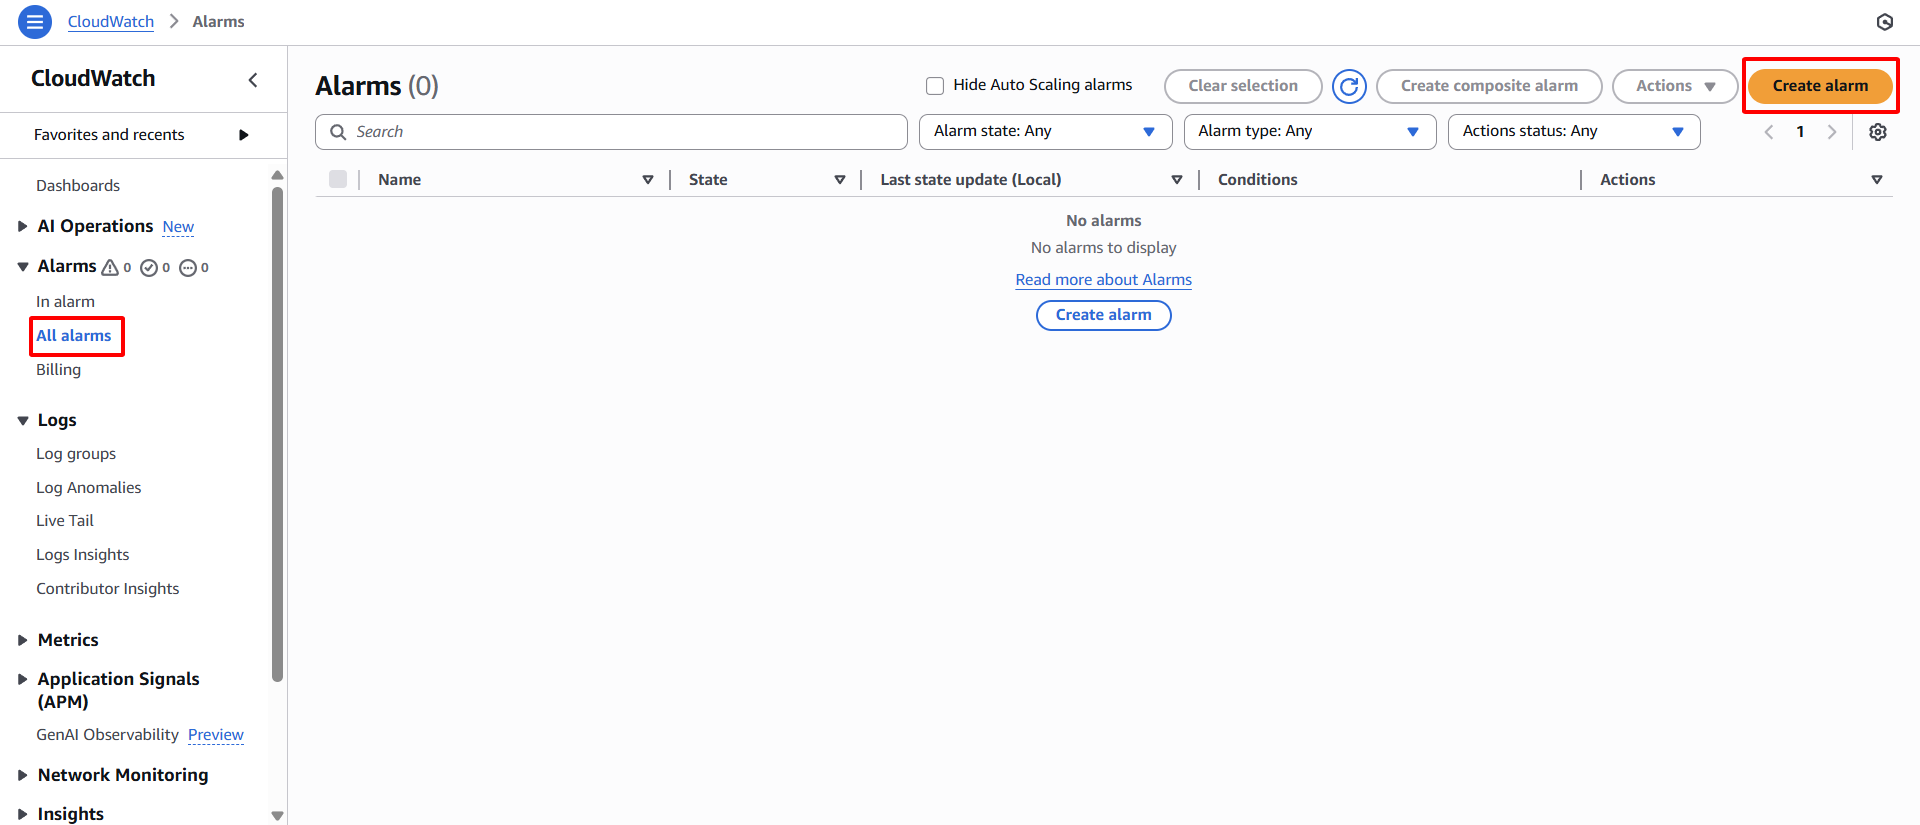 CloudWatch > Alarms
CloudWatch
Favorites and recents
Dashboards
AI Operations New
Alarms 0 0 0
In alarm
All alarms
Billing
Logs
Log groups
Log Anomalies
Live Tail
Logs Insights
Contributor Insights
Metrics
Application Signals
(APM)
GenAI Observability Preview
Network Monitoring
Insights
Alarms (0)
Hide Auto Scaling alarms
Clear selection
Create composite alarm
Actions
Create alarm
Search
Alarm state: Any
Alarm type: Any
Actions status: Any
1
Name State Last state update (Local) Conditions Actions
No alarms
No alarms to display
Read more about Alarms
Create alarm